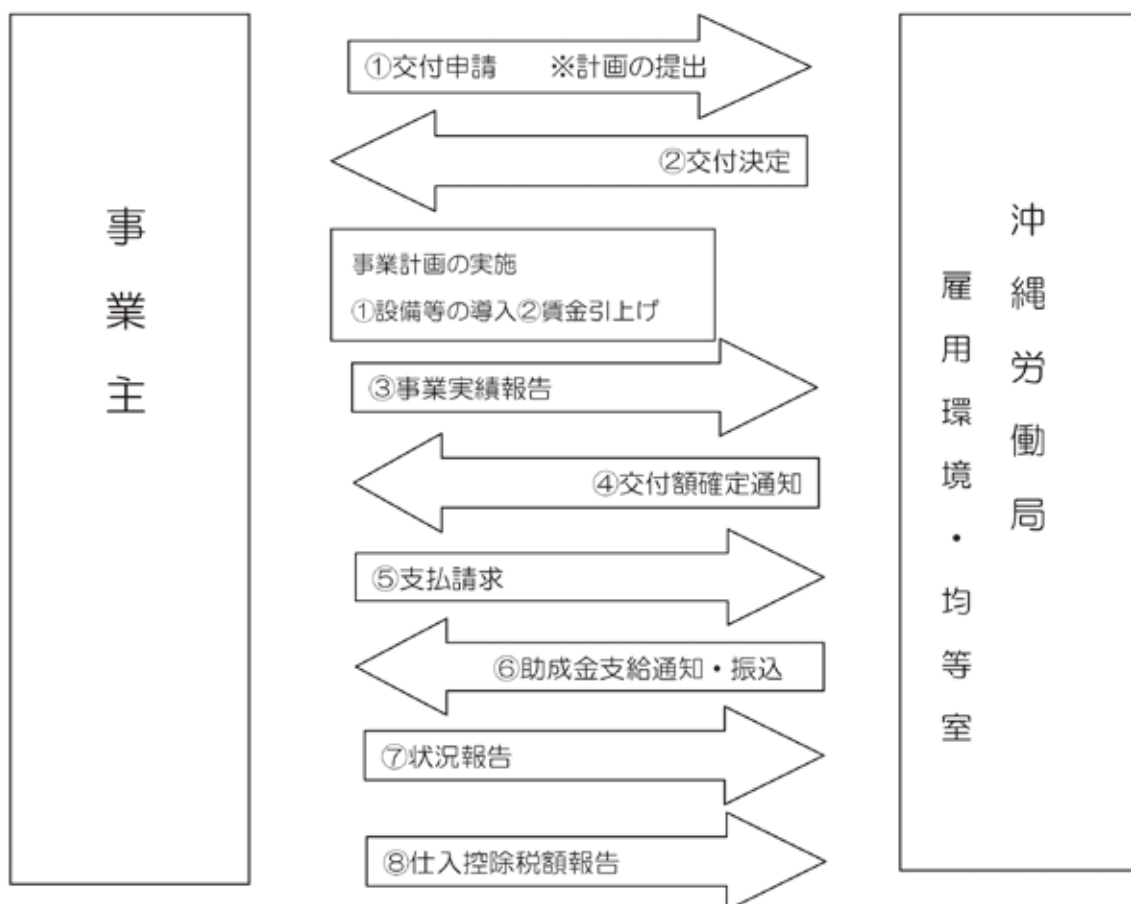 事業主
①交付申請　※計画の提出
②交付決定
事業計画の実施
①設備等の導入②賃金引上げ
③事業実績報告
④交付額確定通知
⑤支払請求
⑥助成金支給通知・振込
⑦状況報告
⑧仕入控除税額報告
沖縄労働局
雇用環境・均等室